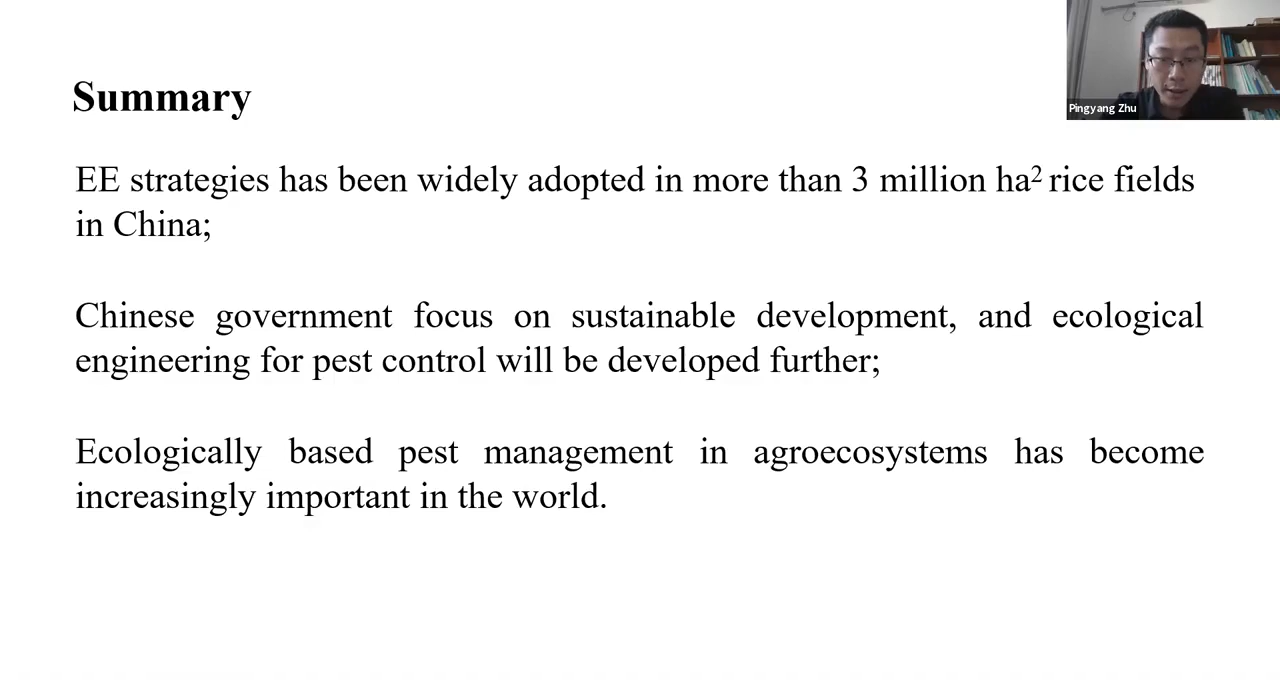 Pingyang Zhu
Summary
EE strategies has been widely adopted in more than 3 million ha² rice fields
in China;
Chinese government focus on sustainable development, and ecological
engineering for pest control will be developed further;
Ecologically based pest management in agroecosystems has become
increasingly important in the world.